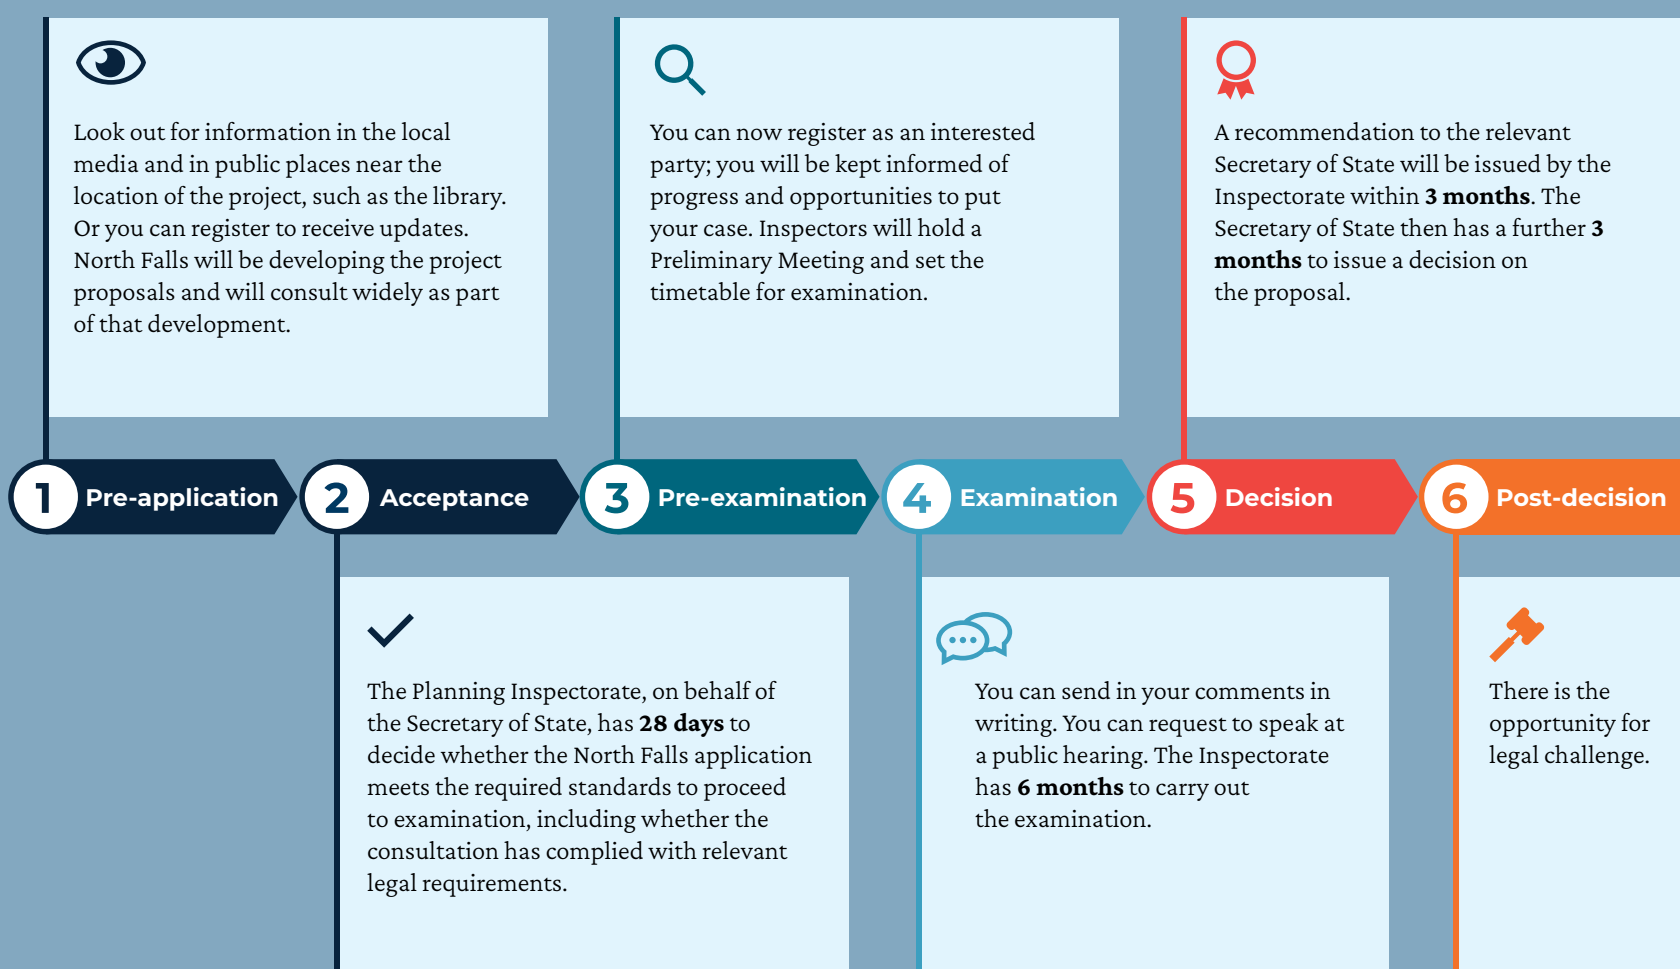 Look out for information in the local
media and in public places near the
location of the project, such as the library.
Or you can register to receive updates.
North Falls will be developing the project
proposals and will consult widely as part
of that development.
You can now register as an interested
party; you will be kept informed of
progress and opportunities to put
your case. Inspectors will hold a
Preliminary Meeting and set the
timetable for examination.
A recommendation to the relevant
Secretary of State will be issued by the
Inspectorate within 3 months. The
Secretary of State then has a further 3
months to issue a decision on
the proposal.
1 Pre-application
2 Acceptance
3 Pre-examination
4 Examination
5 Decision
6 Post-decision
The Planning Inspectorate, on behalf of
the Secretary of State, has 28 days to
decide whether the North Falls application
meets the required standards to proceed
to examination, including whether the
consultation has complied with relevant
legal requirements.
You can send in your comments in
writing. You can request to speak at
a public hearing. The Inspectorate
has 6 months to carry out
the examination.
There is the
opportunity for
legal challenge.